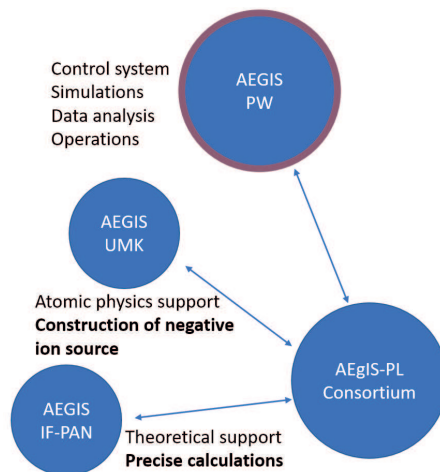 Control system
Simulations
Data analysis
Operations
AEGIS
PW
AEGIS
UMK
Atomic physics support
Construction of negative
ion source
AEgIS-PL
Consortium
AEGIS
IF-PAN
Theoretical support
Precise calculations